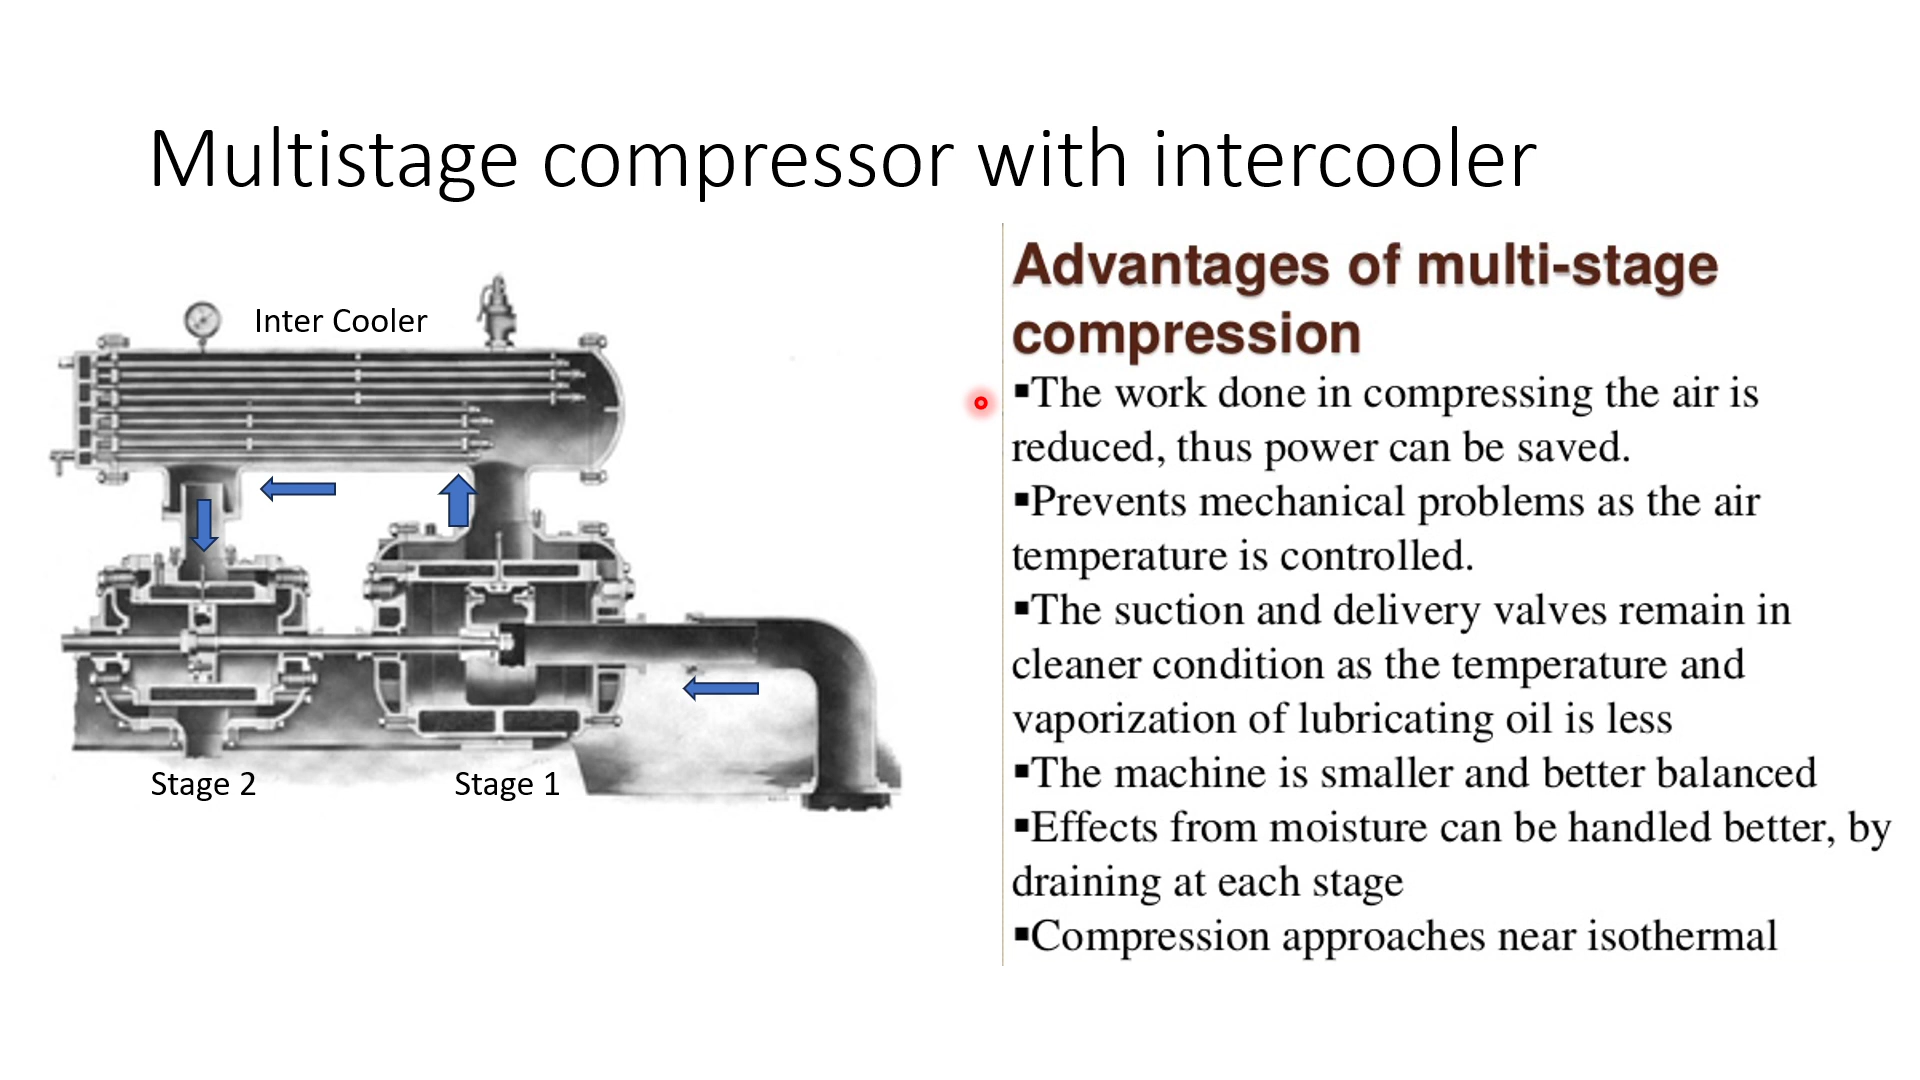 Multistage compressor with intercooler
Inter Cooler
Stage 2
Stage 1
Advantages of multi-stage
compression
▪The work done in compressing the air is
reduced, thus power can be saved.
▪Prevents mechanical problems as the air
temperature is controlled.
▪The suction and delivery valves remain in
cleaner condition as the temperature and
vaporization of lubricating oil is less
▪The machine is smaller and better balanced
▪Effects from moisture can be handled better, by
draining at each stage
▪Compression approaches near isothermal